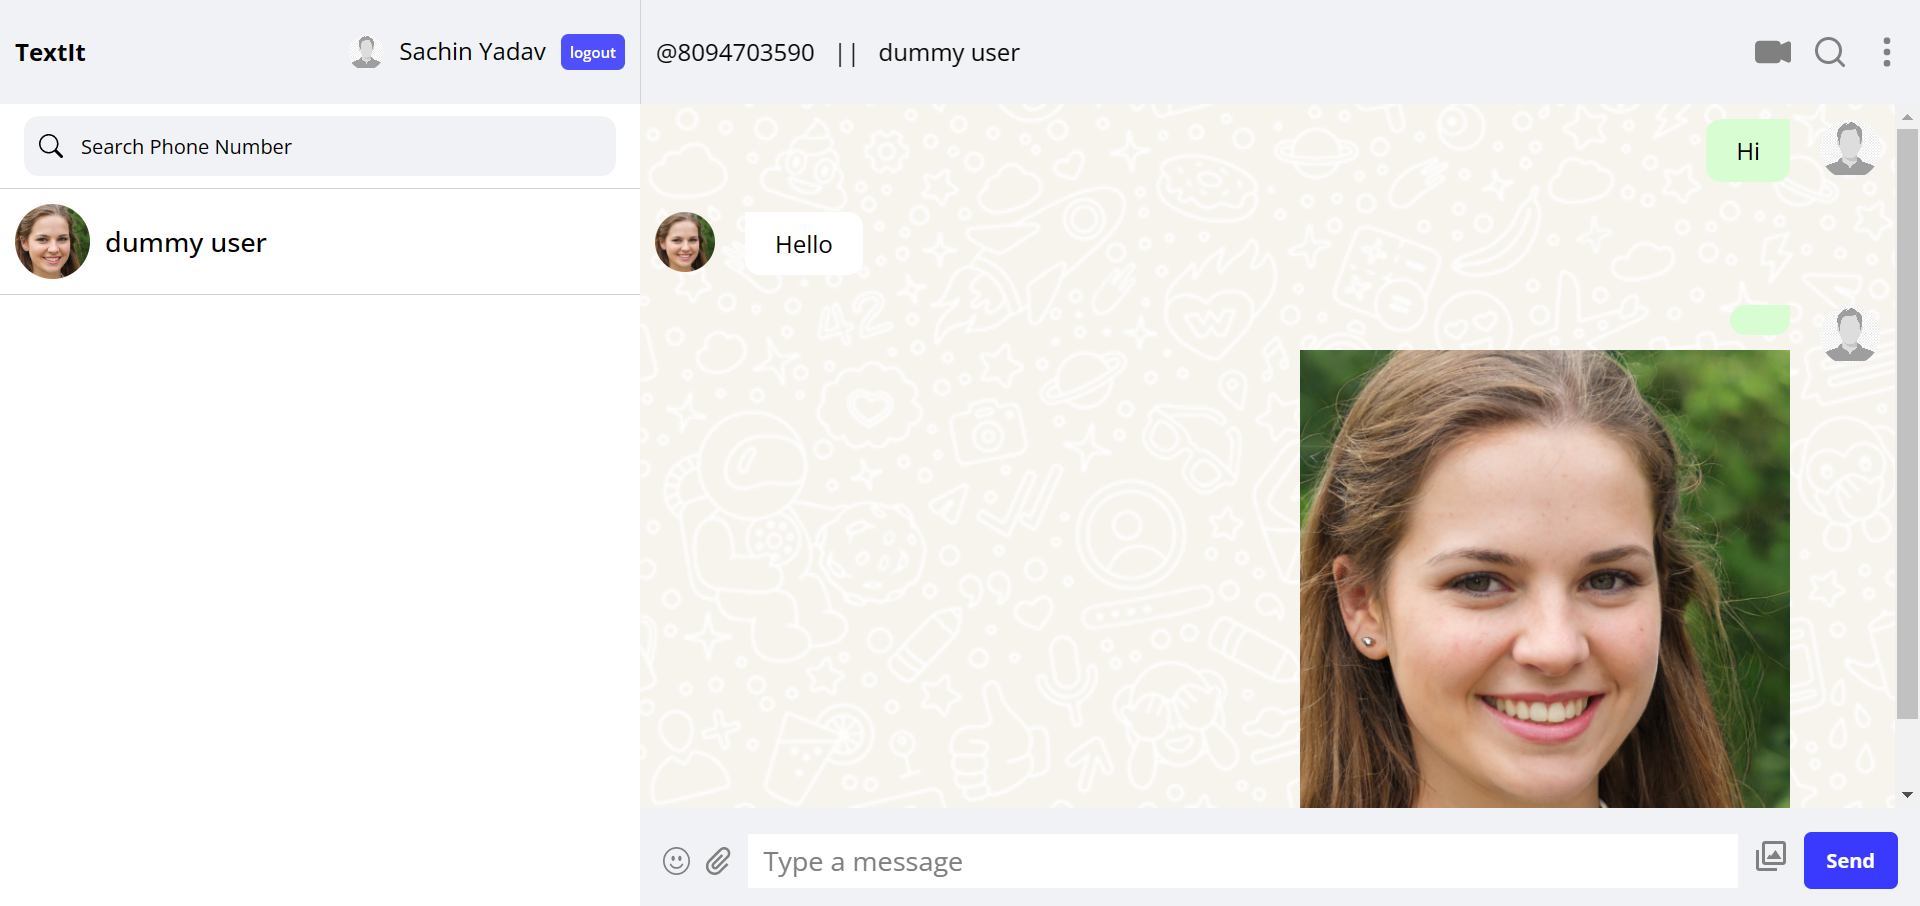 TextIt
Sachin Yadav
logout
@8094703590 || dummy user
Search Phone Number
dummy user
Hi
Hello
Type a message
Send